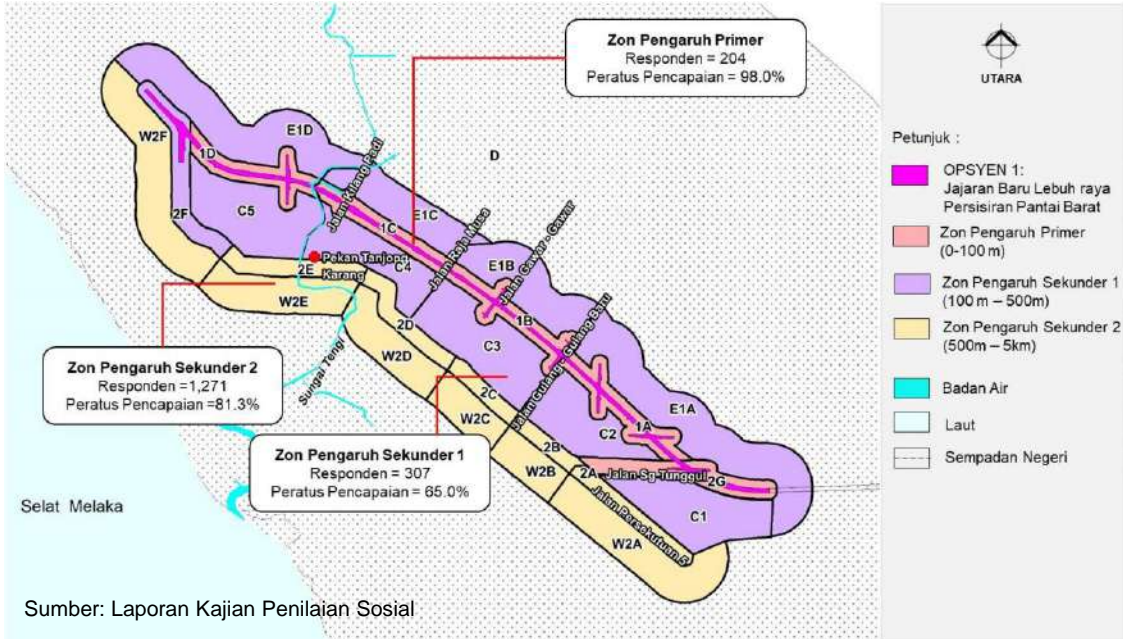 Zon Pengaruh Primer
Responden = 204
Peratus Pencapaian = 98.0%
W2F
1D
E1D
D
2F
C5
Jalan Kilang Padi
1C
E1C
Jalan Raja Musa
Pekan Tanjong
Karang
2E
C4
E1B
Jalan Gawar - Gawar
W2E
2D
1B
W2D
C3
Jalan Gulang - Gulang Baru
Sungai Tengi
Zon Pengaruh Sekunder 2
Responden =1,271
Peratus Pencapaian =81.3%
2C
W2C
E1A
1A
C2
Zon Pengaruh Sekunder 1
Responden = 307
Peratus Pencapaian = 65.0%
2B
W2B
2A
Jalan Sg Tunggul
2G
Jalan Persekutuan 5
C1
W2A
Selat Melaka
Sumber: Laporan Kajian Penilaian Sosial
UTARA
Petunjuk :
OPSYEN 1:
Jajaran Baru Lebuh raya
Persisiran Pantai Barat
Zon Pengaruh Primer
(0-100 m)
Zon Pengaruh Sekunder 1
(100 m – 500m)
Zon Pengaruh Sekunder 2
(500m – 5km)
Badan Air
Laut
Sempadan Negeri